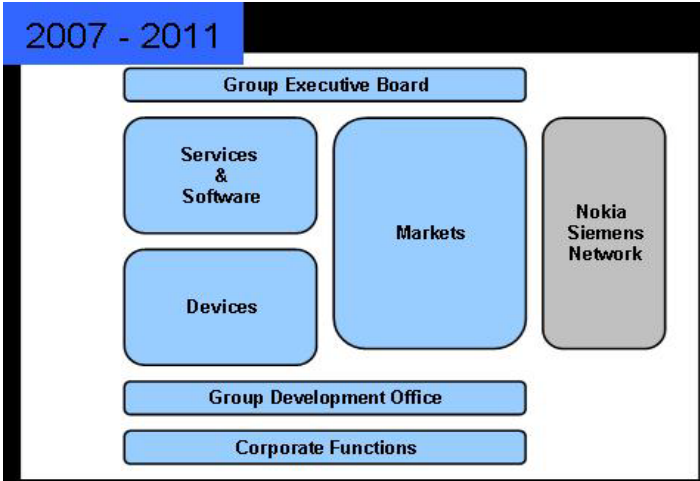 2007 - 2011
Group Executive Board
Services
&
Software
Markets
Nokia
Siemens
Network
Devices
Group Development Office
Corporate Functions